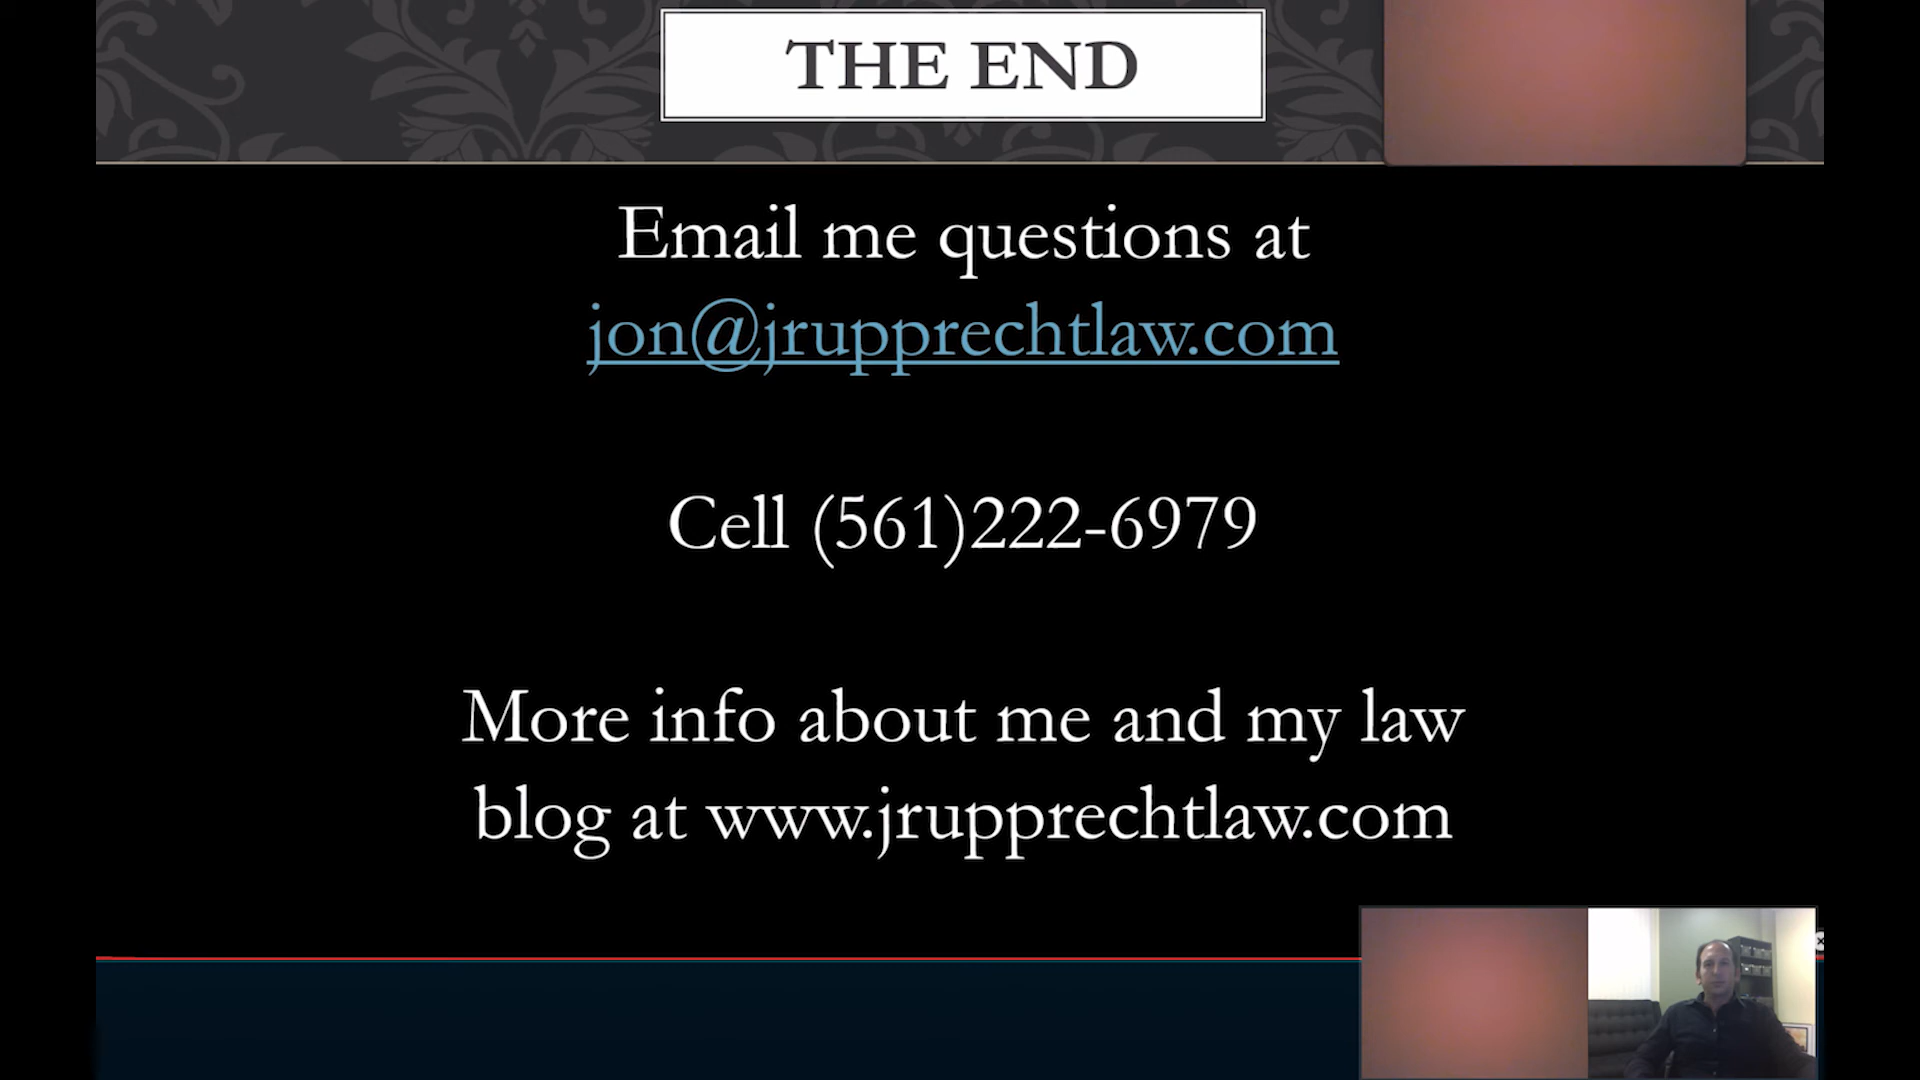 THE END
Email me questions at
jon@jrupprechtlaw.com
Cell (561)222-6979
More info about me and my law
blog at www.jrupprechtlaw.com